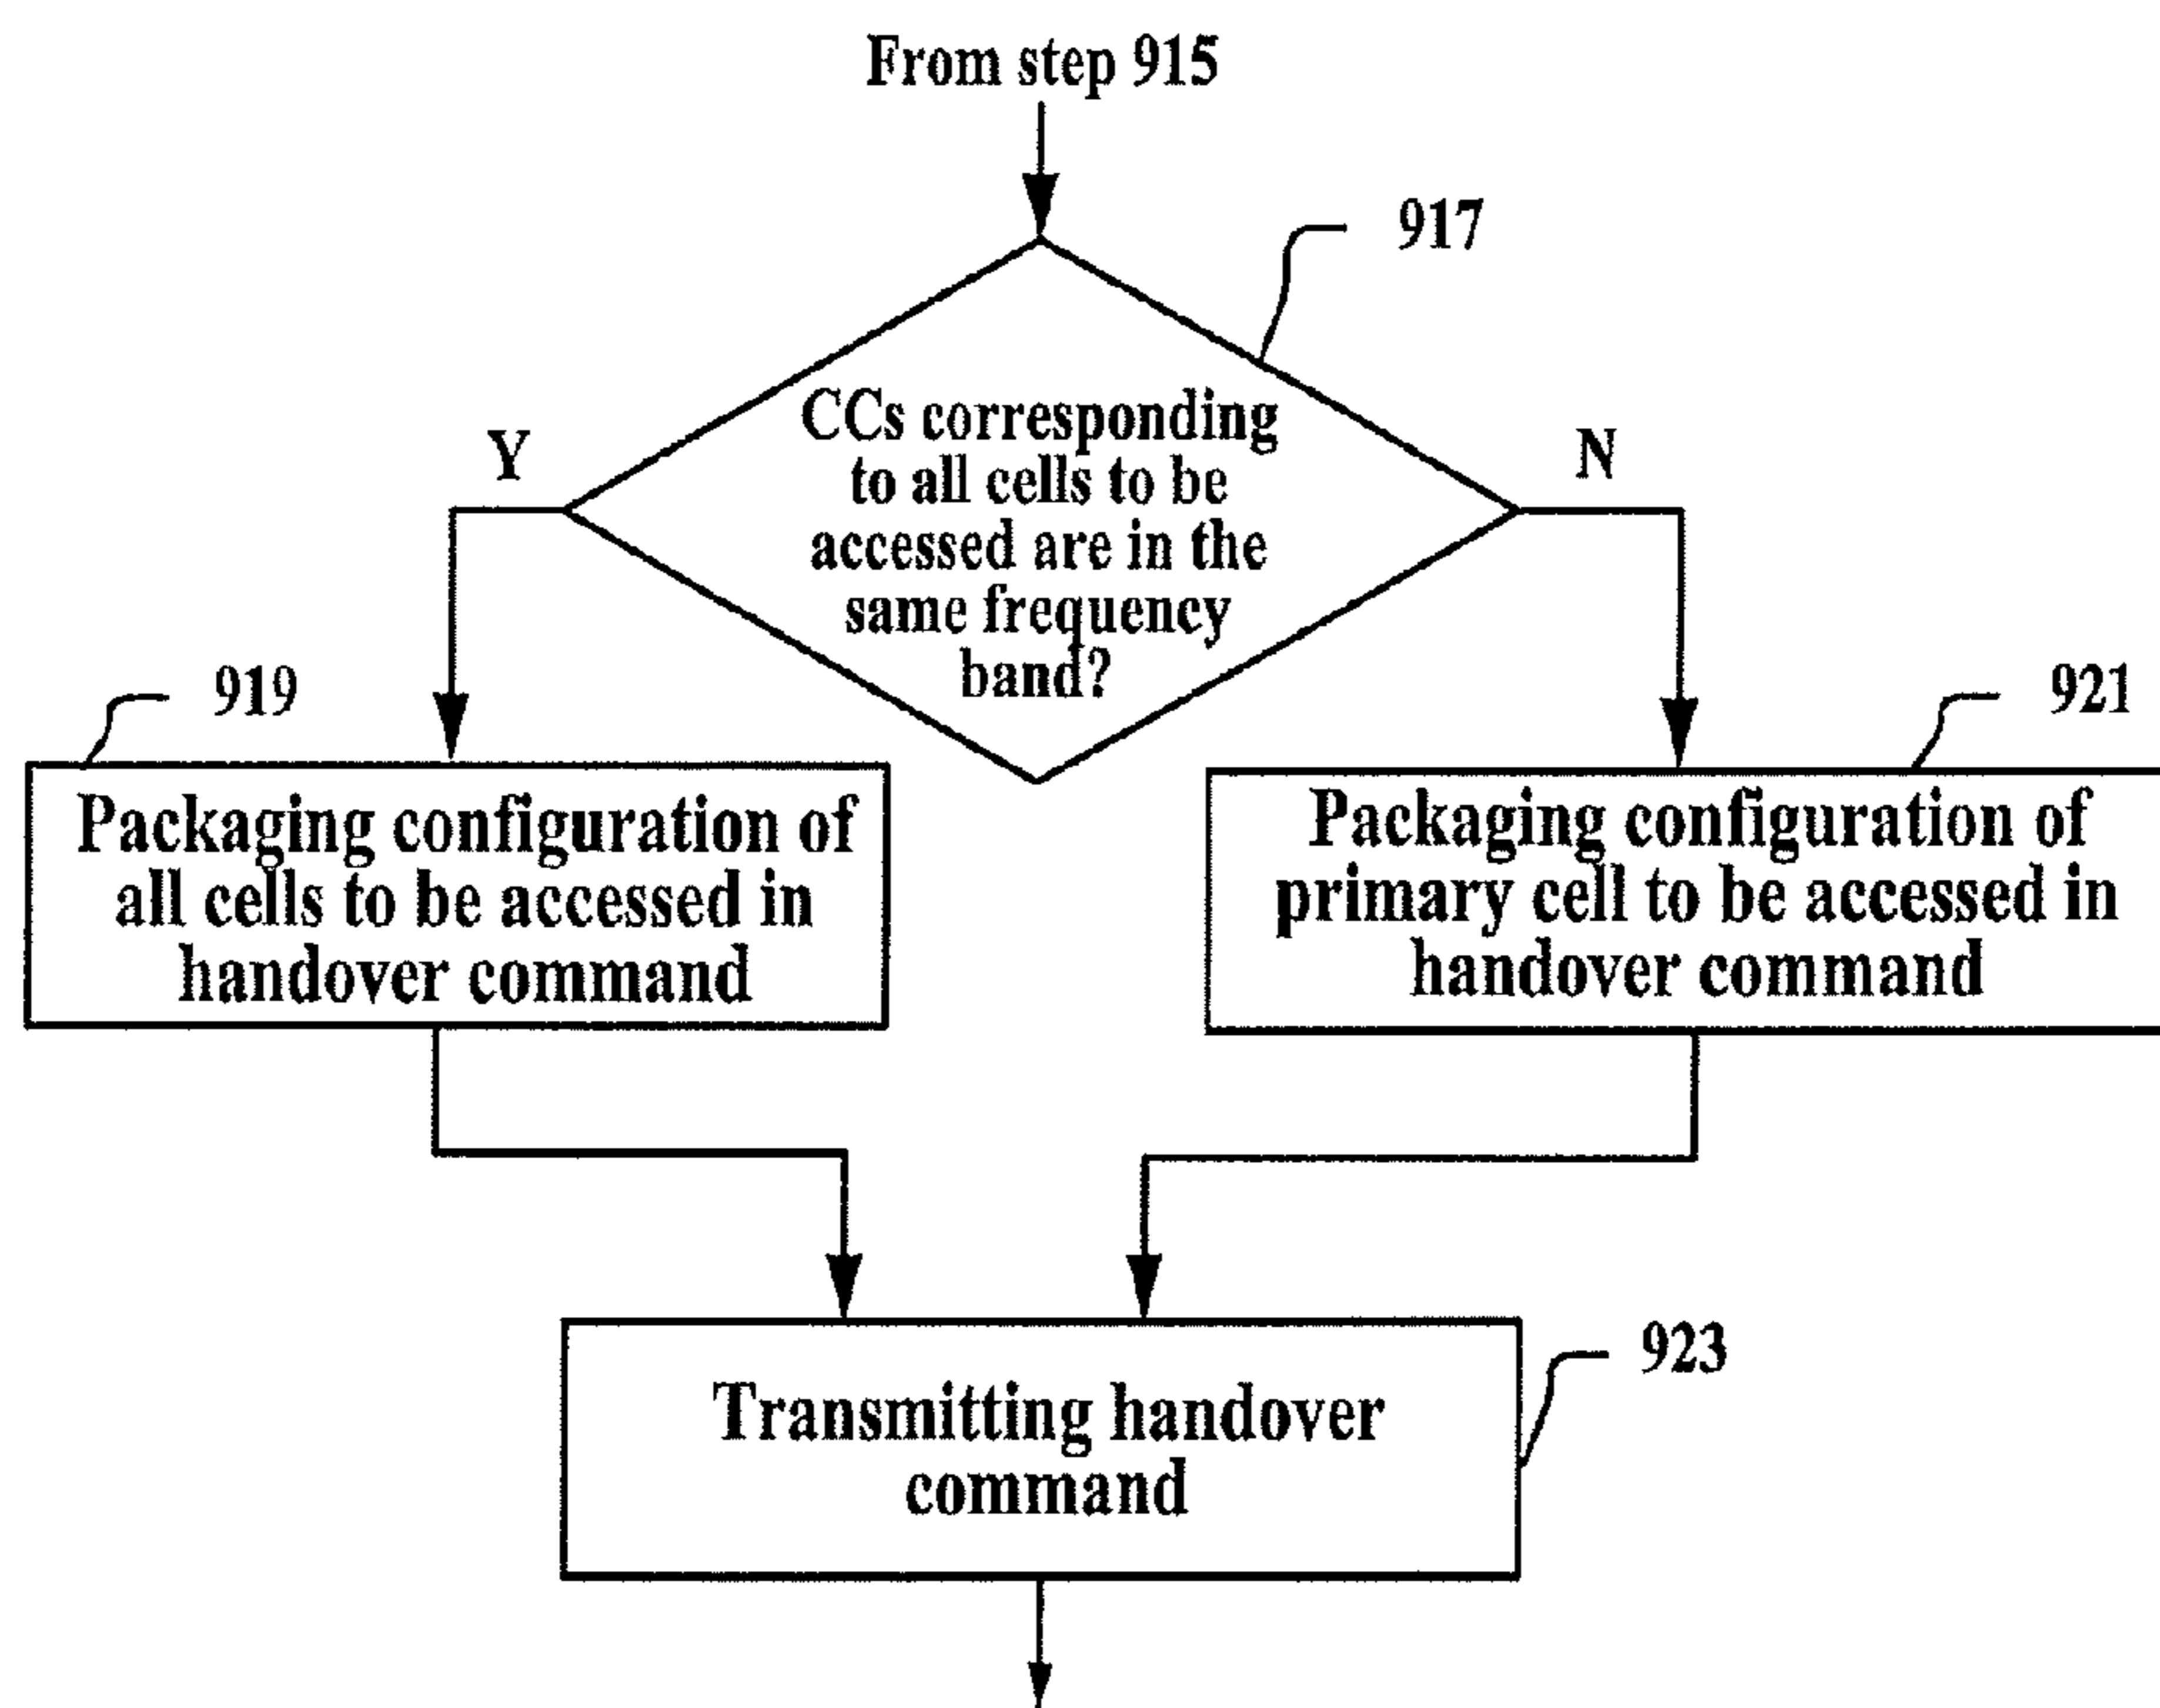 From step 915
917
CCs corresponding
to all cells to be
accessed are in the
same frequency
band?
Y
N
919
Packaging configuration of
all cells to be accessed in
handover command
921
Packaging configuration of
primary cell to be accessed in
handover command
923
Transmitting handover
command